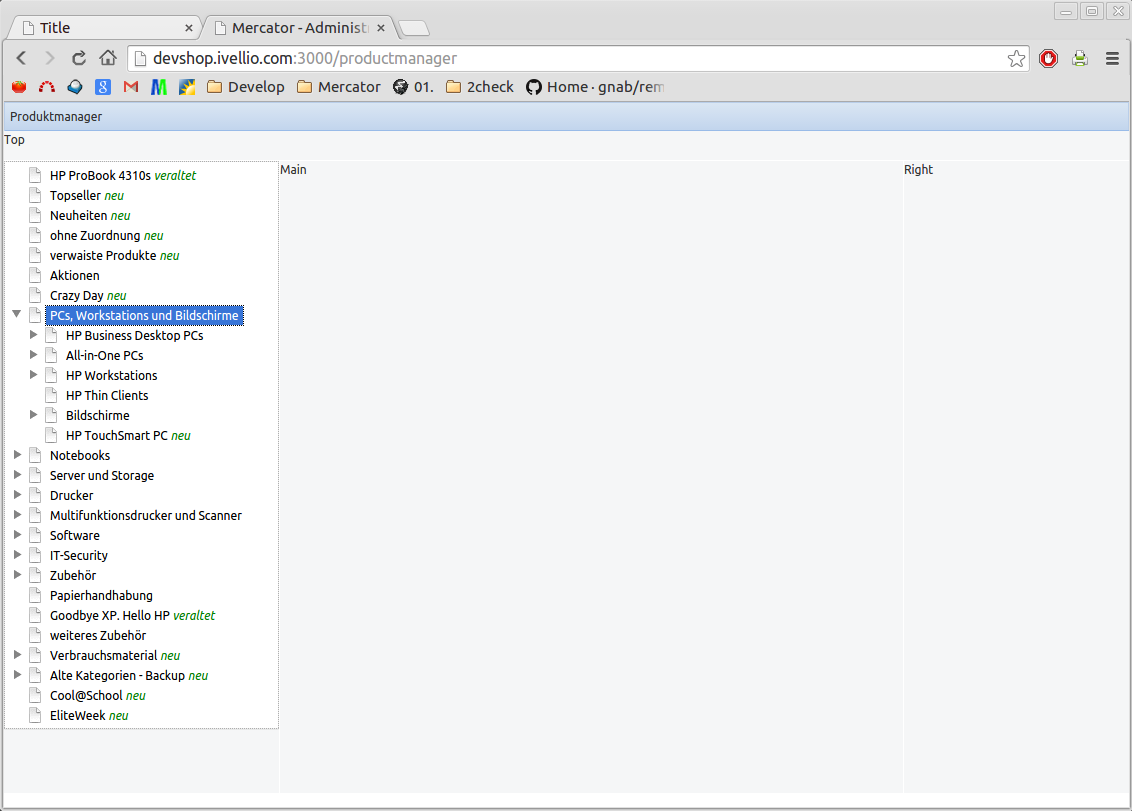 Title
Mercator - Administ
devshop.ivellio.com:3000/productmanager
Develop Mercator 01. 2check Home · gnab/rem
Produktmanager
Top
Main
Right
HP ProBook 4310s veraltet
Topseller neu
Neuheiten neu
ohne Zuordnung neu
verwaiste Produkte neu
Aktionen
Crazy Day neu
PCs, Workstations und Bildschirme
HP Business Desktop PCs
All-in-One PCs
HP Workstations
HP Thin Clients
Bildschirme
HP TouchSmart PC neu
Notebooks
Server und Storage
Drucker
Multifunktionsdrucker und Scanner
Software
IT-Security
Zubehör
Papierhandhabung
Goodbye XP. Hello HP veraltet
weiteres Zubehör
Verbrauchsmaterial neu
Alte Kategorien - Backup neu
Cool@School neu
EliteWeek neu